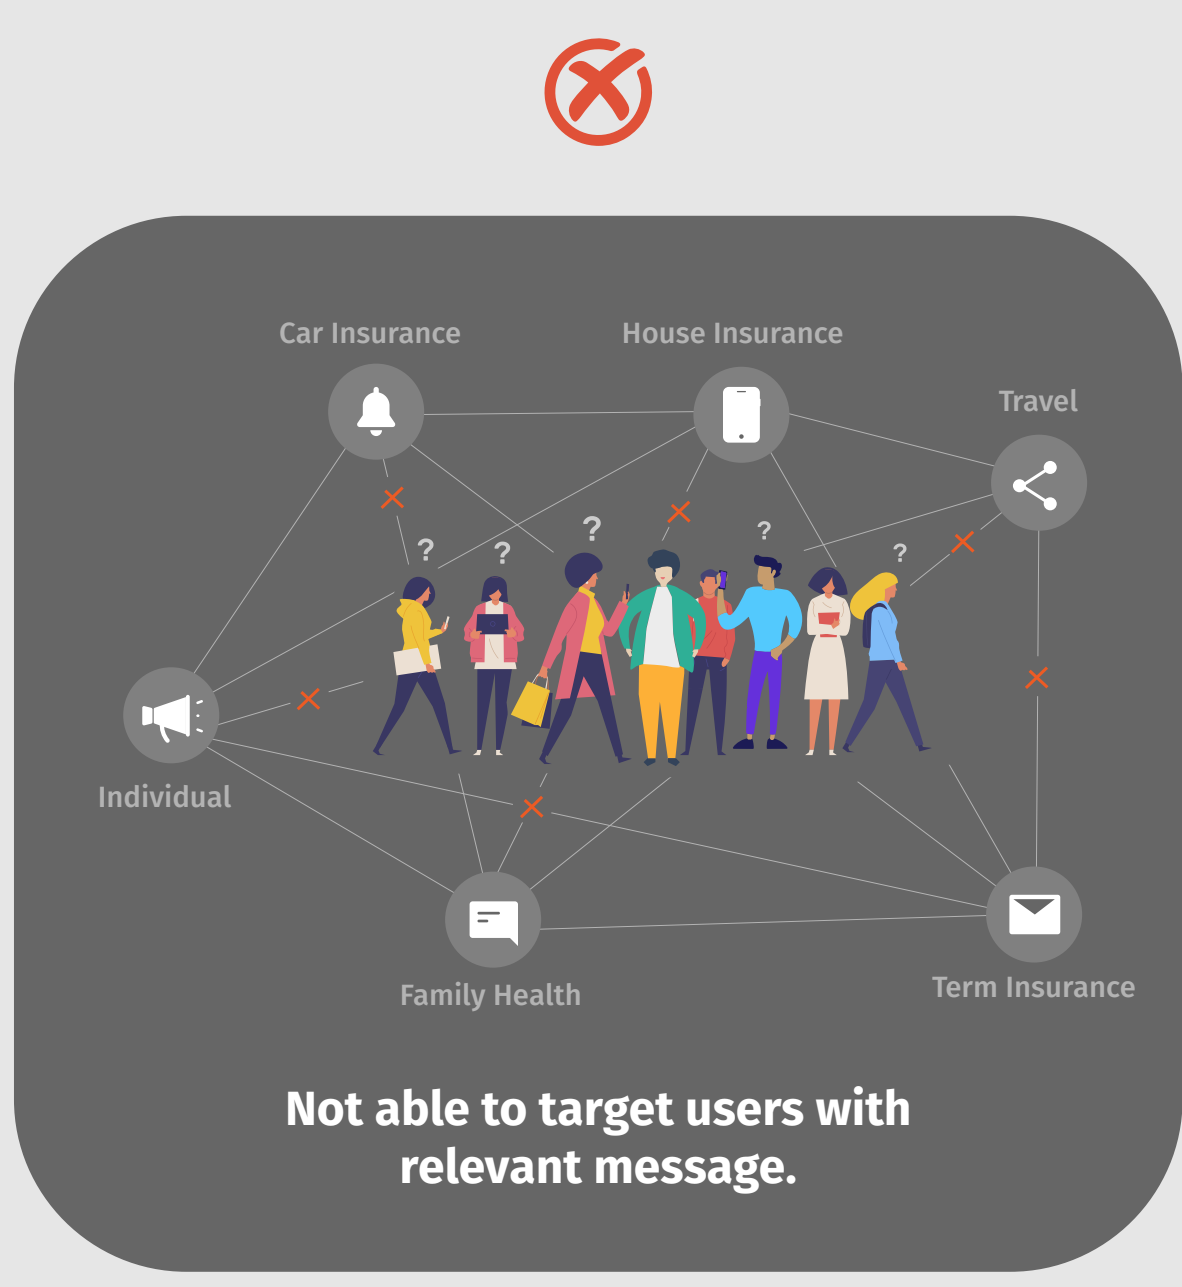 Car Insurance
House Insurance
Travel
?
?
?
?
?
Individual
Family Health
Term Insurance
Not able to target users with
relevant message.